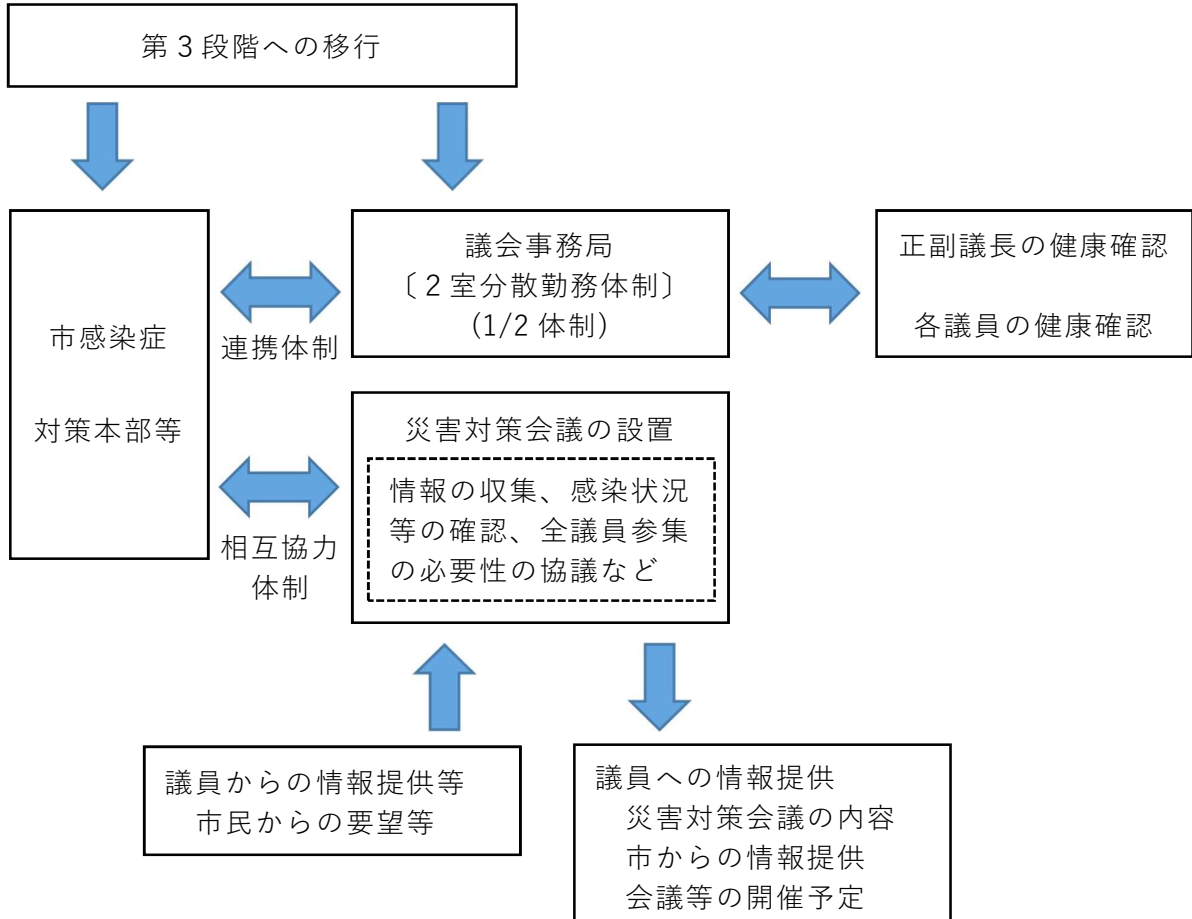 第３段階への移行
市感染症
対策本部等
連携体制
議会事務局
〔２室分散勤務体制〕
(1/2 体制)
正副議長の健康確認
各議員の健康確認
相互協力
体制
災害対策会議の設置
情報の収集、感染状況
等の確認、全議員参集
の必要性の協議など
議員からの情報提供等
市民からの要望等
議員への情報提供
災害対策会議の内容
市からの情報提供
会議等の開催予定